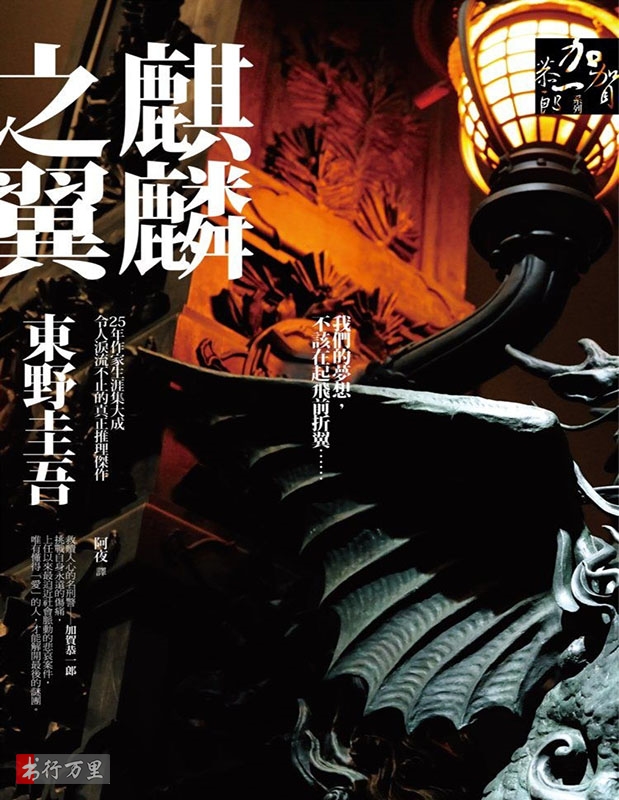 加賀
恭一郎
系列
麒麟
之翼
我們的夢想，
不該在起飛前折翼……
25年作家生涯集大成
令人淚流不止的真正推理傑作
東野圭吾
阿夜 譯
救贖人心的名刑警——加賀恭一郎
挑戰自身永遠的傷痛，
上任以來最迫近社會脈動的悲哀案件，
唯有懂得「愛」的人，才能解開最後的謎團。
书行万里